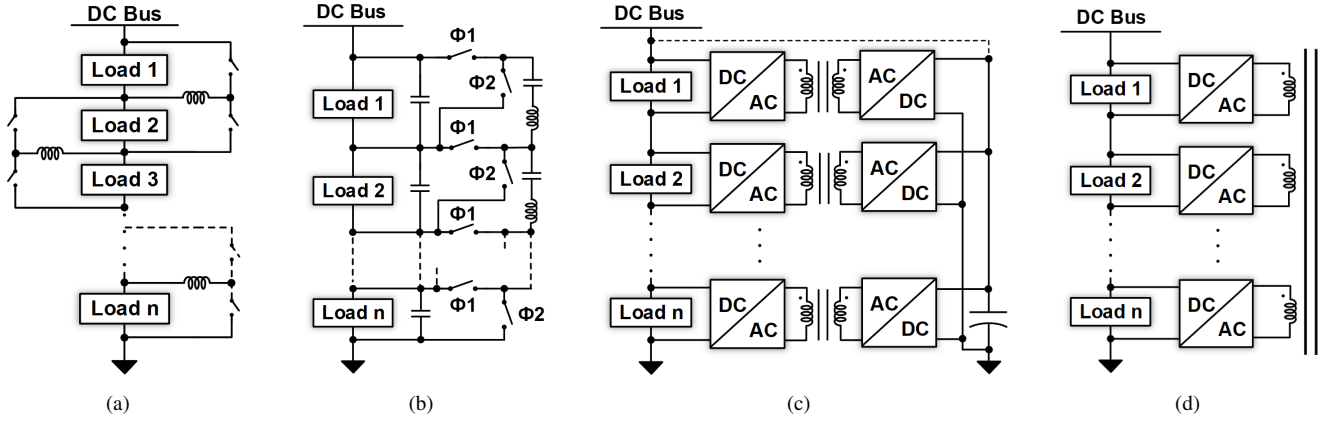 DC Bus
Load 1
Load 2
Load 3
Load n
(a)
DC Bus
Φ1
Φ2
Load 1
Φ1
Φ2
Load 2
Φ1
Load n
Φ1
Φ2
(b)
DC Bus
Load 1
DC
AC
AC
DC
Load 2
DC
AC
AC
DC
Load n
DC
AC
AC
DC
(c)
DC Bus
Load 1
DC
AC
Load 2
DC
AC
Load n
DC
AC
(d)